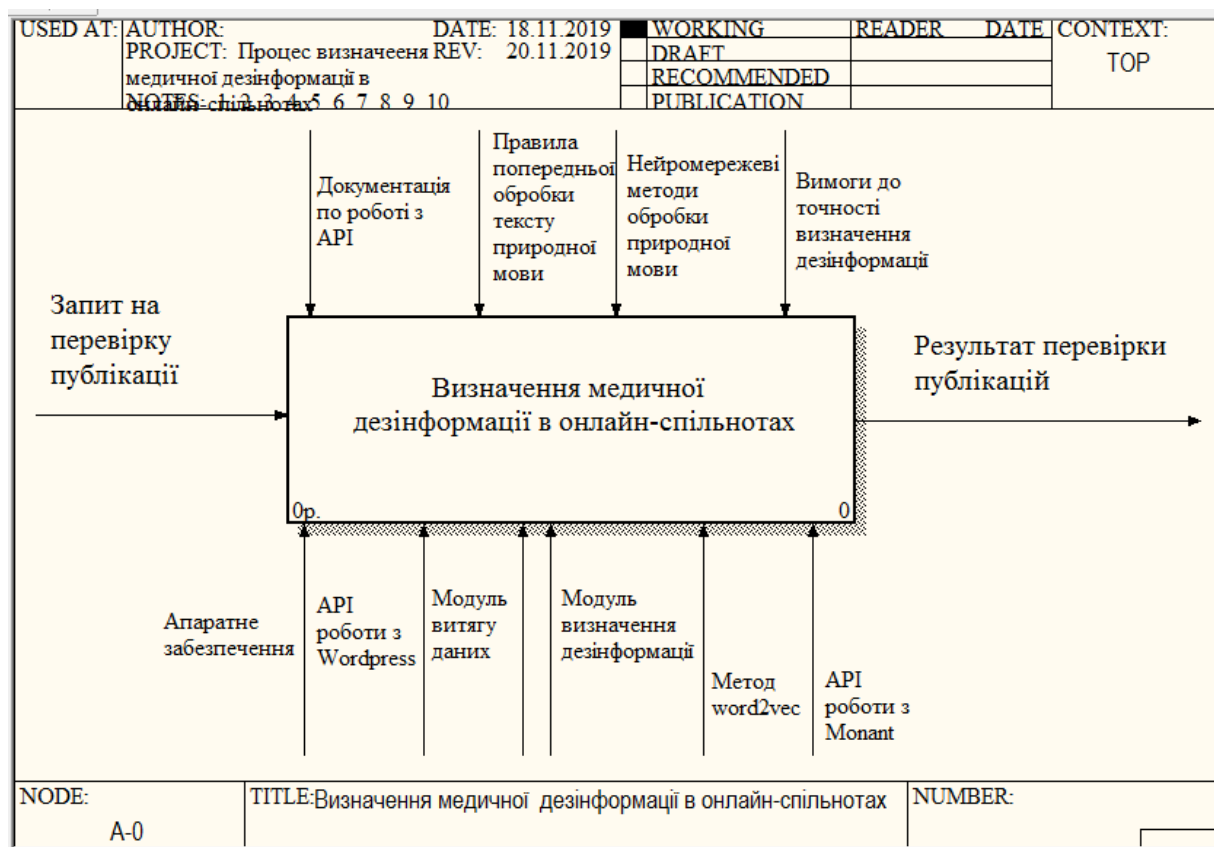 USED AT: AUTHOR: DATE: 18.11.2019 WORKING READER DATE CONTEXT:
PROJECT: Процес визначееня REV: 20.11.2019 DRAFT
медичної дезінформації в RECOMMENDED TOP
онлайн-спільнотах
NOTES: 1 2 3 4 5 6 7 8 9 10 PUBLICATION
Документація
по роботі з
API
Правила
попередньої
обробки
тексту
природної
мови
Нейромережеві
методи
обробки
природної
мови
Вимоги до
точності
визначення
дезінформації
Запит на
перевірку
публікації
Визначення медичної
дезінформації в онлайн-спільнотах
0р. 0
Результат перевірки
публікацій
Апаратне
забезпечення
API
роботи з
Wordpress
Модуль
витягу
даних
Модуль
визначення
дезінформації
Метод
word2vec
API
роботи з
Monant
NODE: TITLE: Визначення медичної дезінформації в онлайн-спільнотах NUMBER:
A-0